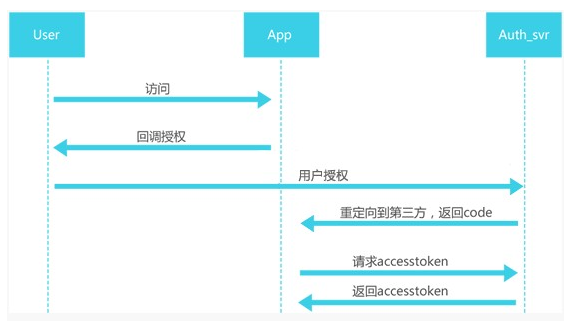 User
App
Auth_svr
访问
回调授权
用户授权
重定向到第三方，返回code
请求accesstoken
返回accesstoken